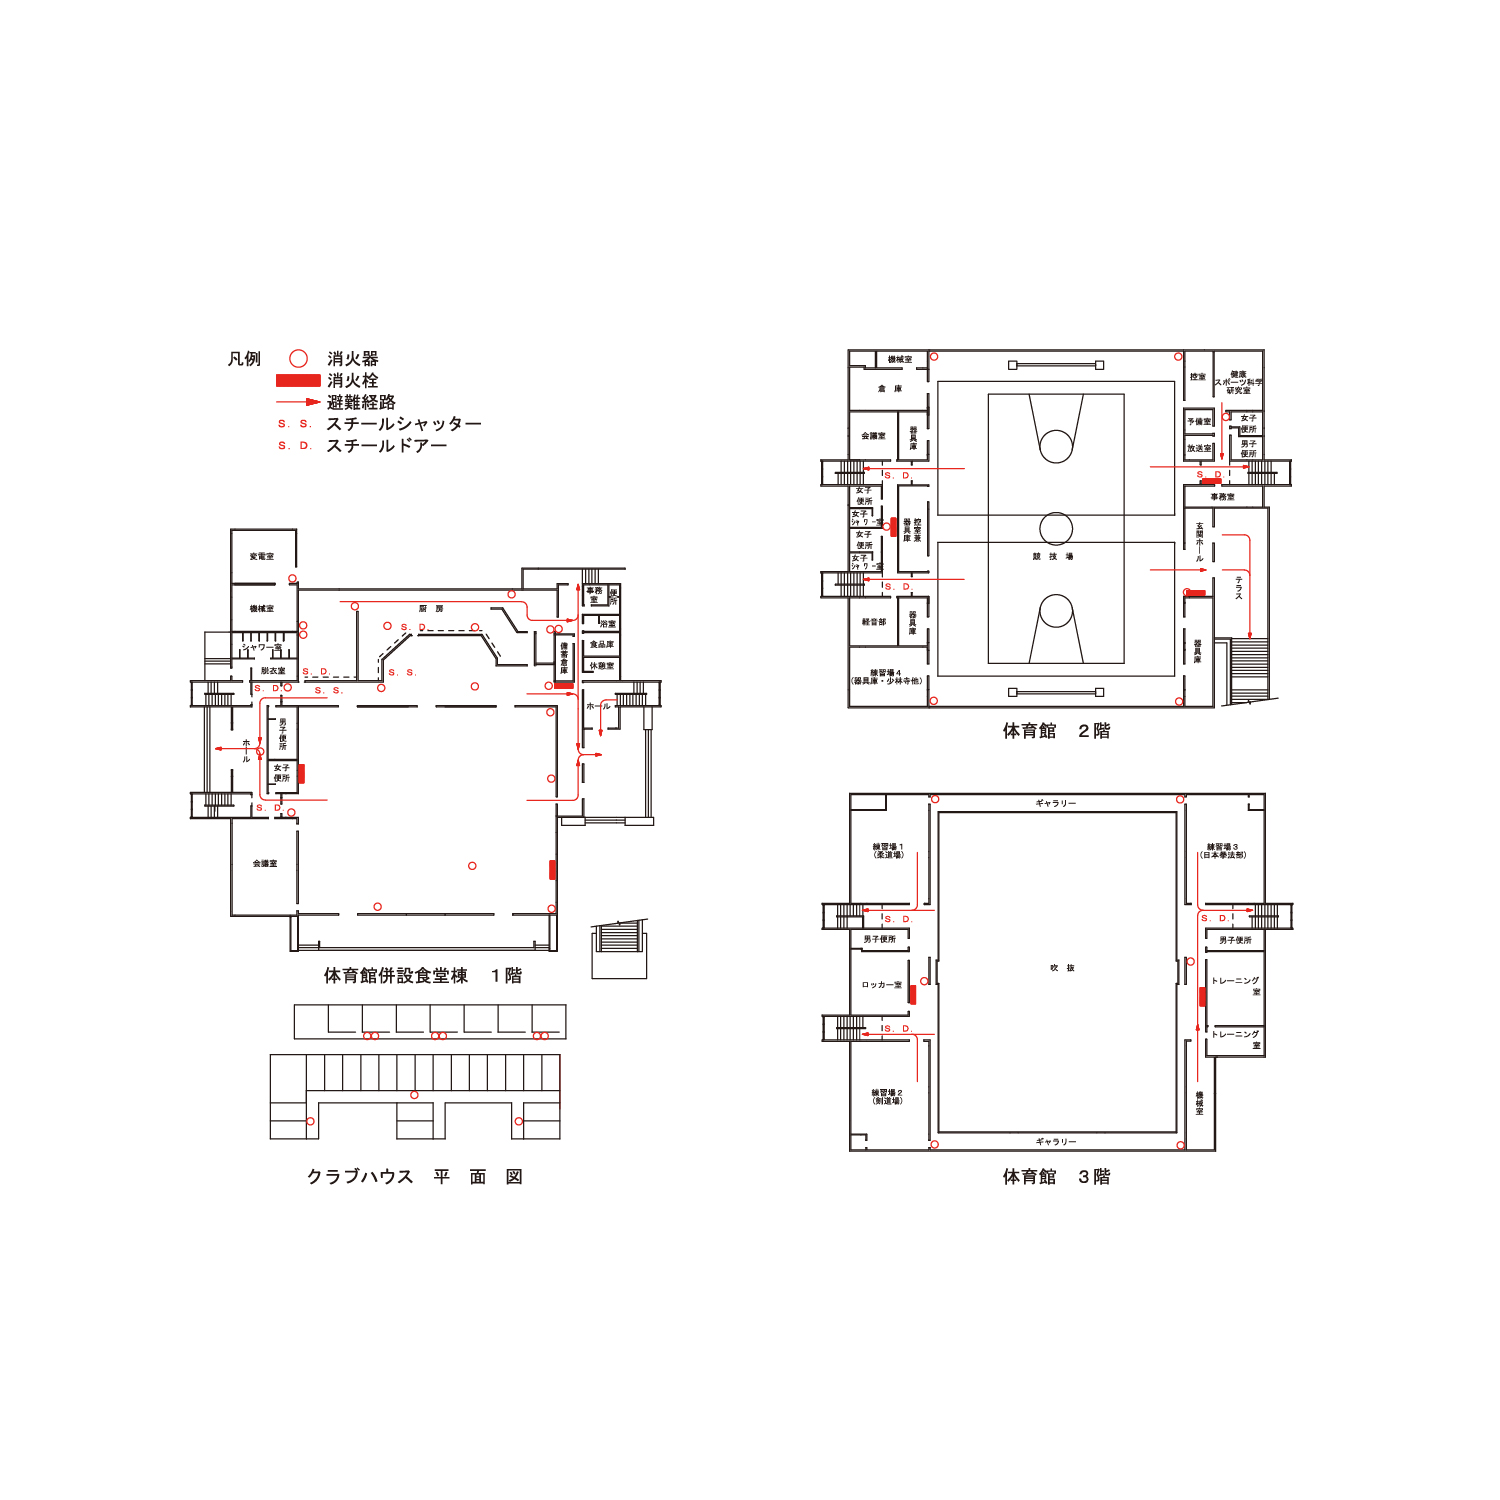 凡例
消火器
消火栓
避難経路
S. S. スチールシャッター
S. D. スチールドアー
変電室
機械室
シャワー室
脱衣室
S. D.
S. D.
S. S.
厨 房
S. D.
S. S.
事務室
便所
浴室
食品庫
休憩室
備蓄倉庫
ホール
男子便所
ホール
女子便所
S. D.
会議室
体育館併設食堂棟 1階
クラブハウス 平 面 図
機械室
倉 庫
会議室
器具庫
S. D.
女子便所
女子シャワー室
女子便所
女子シャワー室
器具庫
控室兼
S. D.
軽音部
器具庫
練習場4
(器具庫・少林寺他)
競 技 場
控室
健康
スポーツ科学
研究室
予備室
女子便所
放送室
男子便所
S. D.
事務室
玄関ホール
テラス
器具庫
体育館 2階
ギャラリー
練習場1
(柔道場)
練習場3
(日本拳法部)
S. D.
S. D.
男子便所
男子便所
ロッカー室
吹 抜
トレーニング室
S. D.
トレーニング室
練習場2
(剣道場)
機械室
ギャラリー
体育館 3階